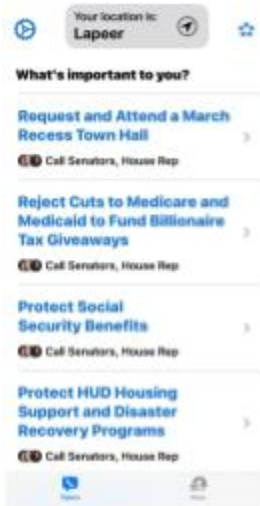 Your location is:
Lapeer
What's important to you?
Request and Attend a March
Recess Town Hall
Call Senators, House Rep
Reject Cuts to Medicare and
Medicaid to Fund Billionaire
Tax Giveaways
Call Senators, House Rep
Protect Social
Security Benefits
Call Senators, House Rep
Protect HUD Housing
Support and Disaster
Recovery Programs
Call Senators, House Rep
Topics